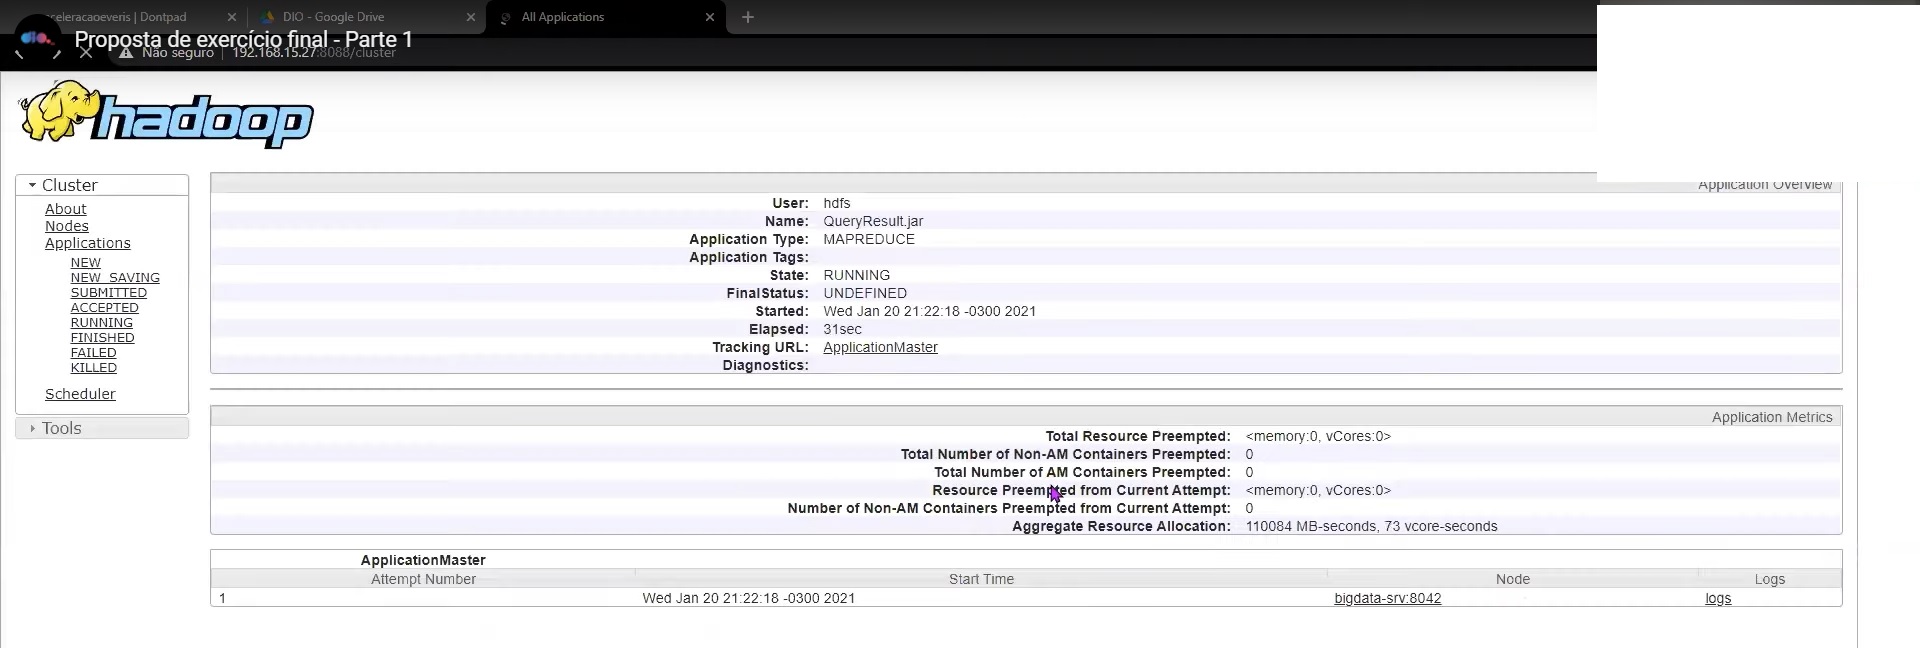 celeracaoeveris | Dontpad
DIO - Google Drive
All Applications
Proposta de exercício final - Parte 1
Não seguro
192.168.15.27:8088/cluster
hadoop
Cluster
About
Nodes
Applications
NEW
NEW_SAVING
SUBMITTED
ACCEPTED
RUNNING
FINISHED
FAILED
KILLED
Scheduler
Tools
Application Overview
User: hdfs
Name: QueryResult.jar
Application Type: MAPREDUCE
Application Tags:
State: RUNNING
FinalStatus: UNDEFINED
Started: Wed Jan 20 21:22:18 -0300 2021
Elapsed: 31sec
Tracking URL: ApplicationMaster
Diagnostics:
Application Metrics
Total Resource Preempted: <memory:0, vCores:0>
Total Number of Non-AM Containers Preempted: 0
Total Number of AM Containers Preempted: 0
Resource Preempted from Current Attempt: <memory:0, vCores:0>
Number of Non-AM Containers Preempted from Current Attempt: 0
Aggregate Resource Allocation: 110084 MB-seconds, 73 vcore-seconds
ApplicationMaster
Attempt Number Start Time Node Logs
1 Wed Jan 20 21:22:18 -0300 2021 bigdata-srv:8042 logs